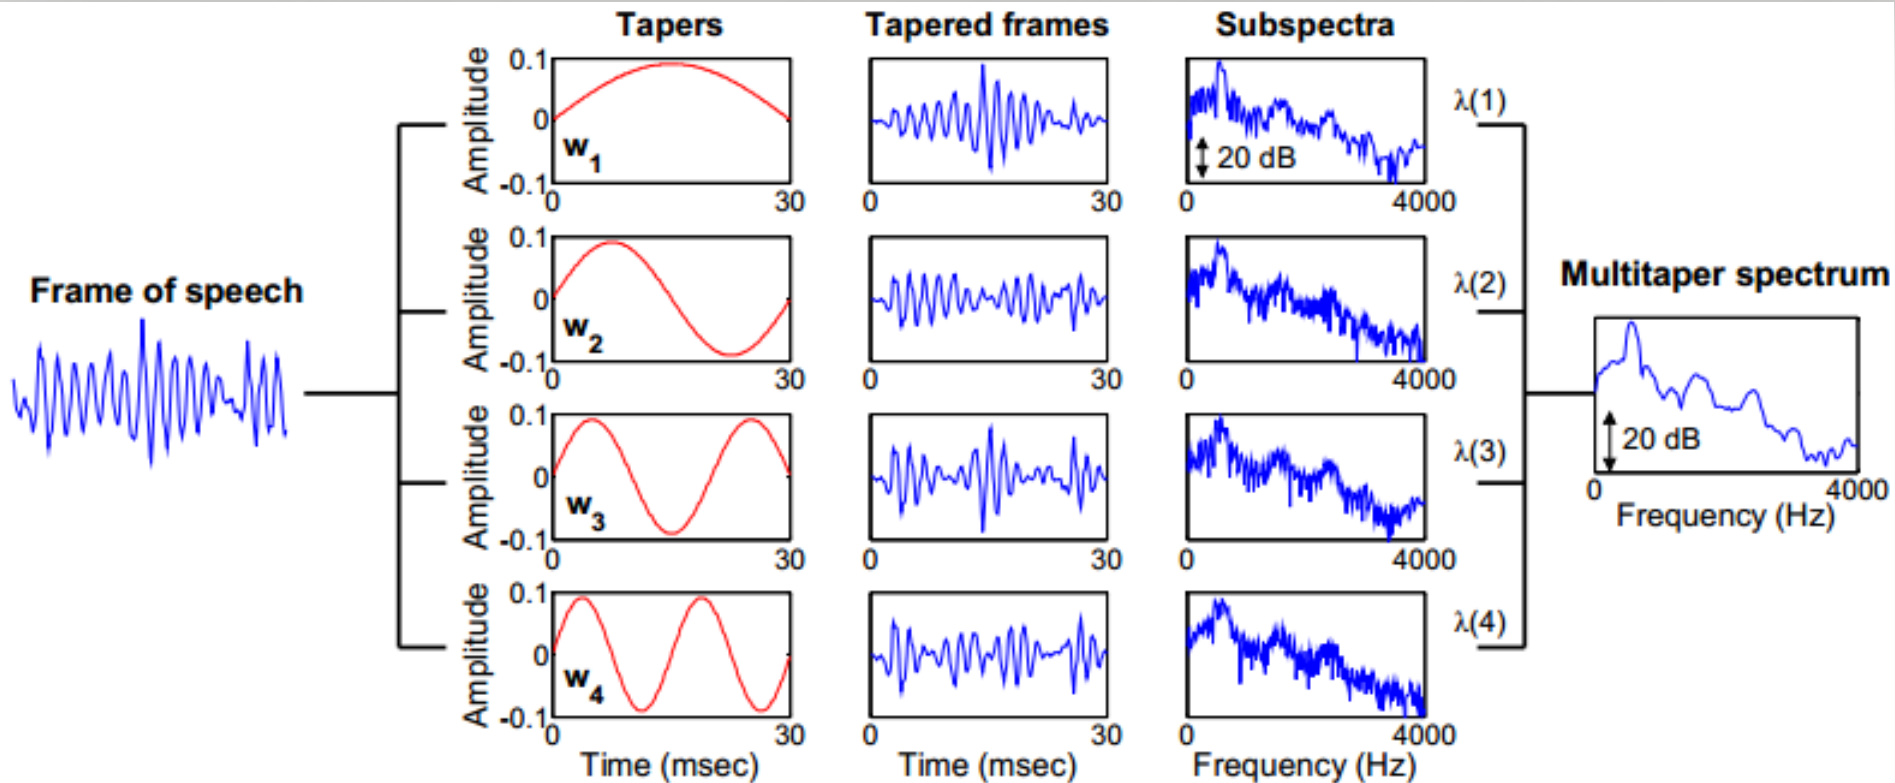 Tapers Tapered frames Subspectra
Amplitude 0.1 0 -0.1 w1 0 30
0 30
20 dB 0 4000
λ(1)
Amplitude 0.1 0 -0.1 w2 0 30
0 30
0 4000
λ(2)
Frame of speech
Multitaper spectrum
20 dB
0 4000
Frequency (Hz)
Amplitude 0.1 0 -0.1 w3 0 30
0 30
0 4000
λ(3)
Amplitude 0.1 0 -0.1 w4 0 30
0 30
0 4000
λ(4)
Time (msec) Time (msec) Frequency (Hz)